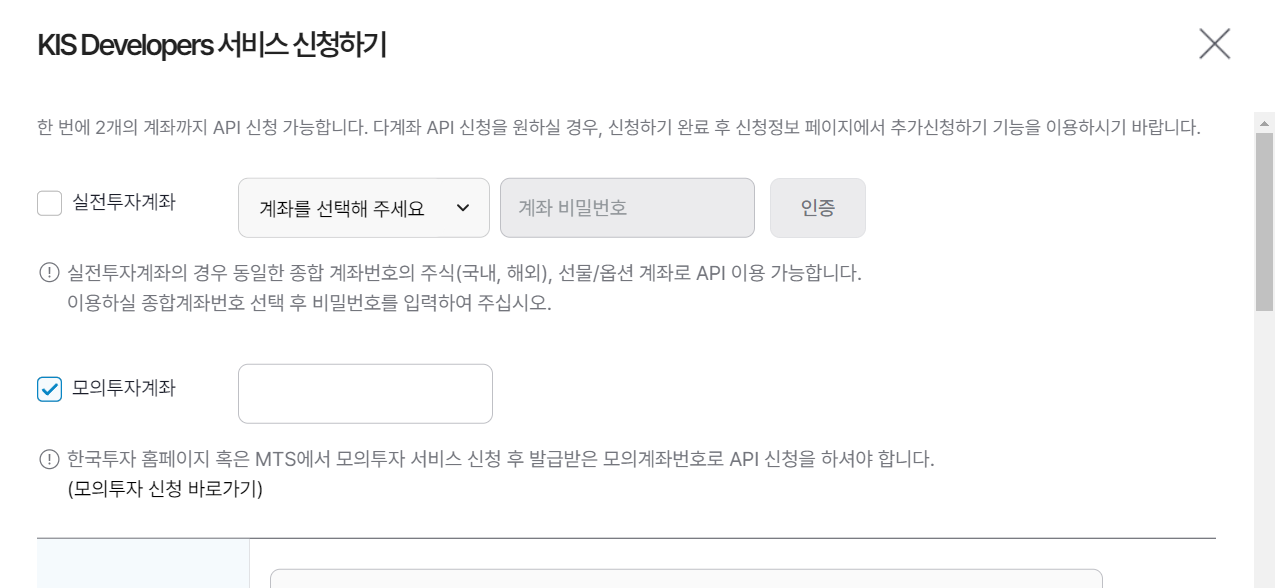 KIS Developers 서비스 신청하기
한 번에 2개의 계좌까지 API 신청 가능합니다. 다계좌 API 신청을 원하실 경우, 신청하기 완료 후 신청정보 페이지에서 추가신청하기 기능을 이용하시기 바랍니다.
실전투자계좌 계좌를 선택해 주세요 계좌 비밀번호 인증
실전투자계좌의 경우 동일한 종합 계좌번호의 주식(국내, 해외), 선물/옵션 계좌로 API 이용 가능합니다.
이용하실 종합계좌번호 선택 후 비밀번호를 입력하여 주십시오.
모의투자계좌
한국투자 홈페이지 혹은 MTS에서 모의투자 서비스 신청 후 발급받은 모의계좌번호로 API 신청을 하셔야 합니다.
(모의투자 신청 바로가기)